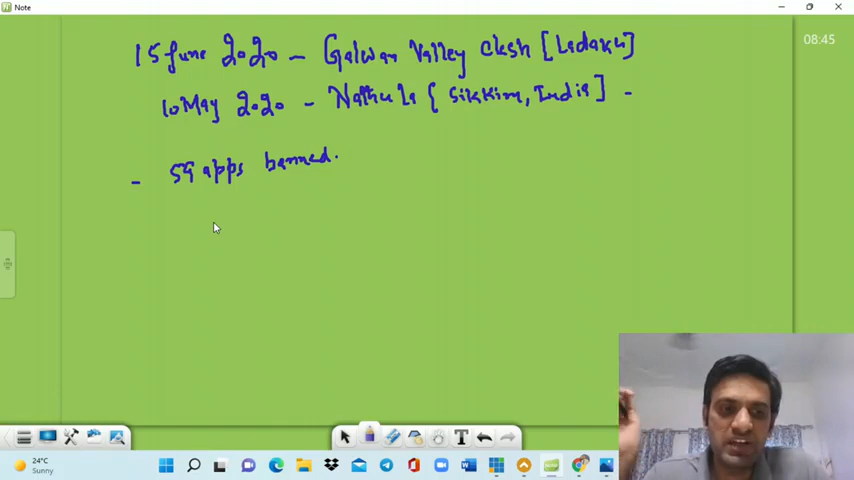 Note
08:45
15 June 2020 - Galwan Valley Clash [Ladakh]
10 May 2020 - Nathu La [Sikkim, India] -
- 59 apps banned.
24°C
Sunny